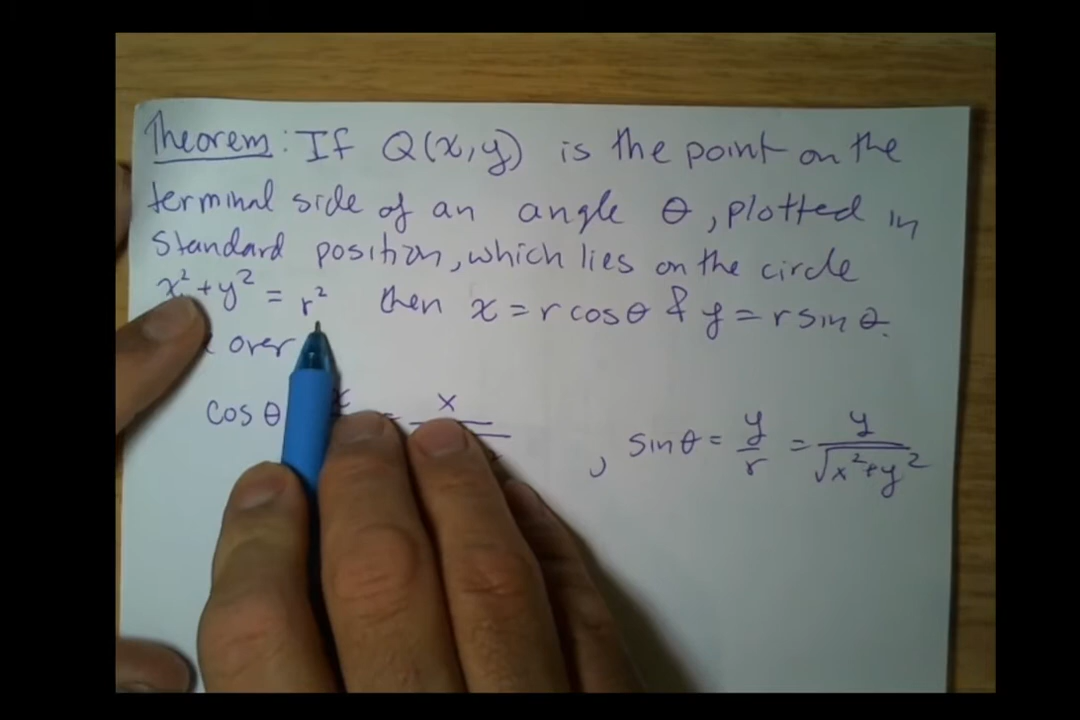 Theorem: If Q(x,y) is the point on the
terminal side of an angle θ, plotted in
standard position, which lies on the circle
x² + y² = r² then x = r cos θ & y = r sin θ.
over
cos θ x = x , sin θ = y/r = y/√(x²+y²)